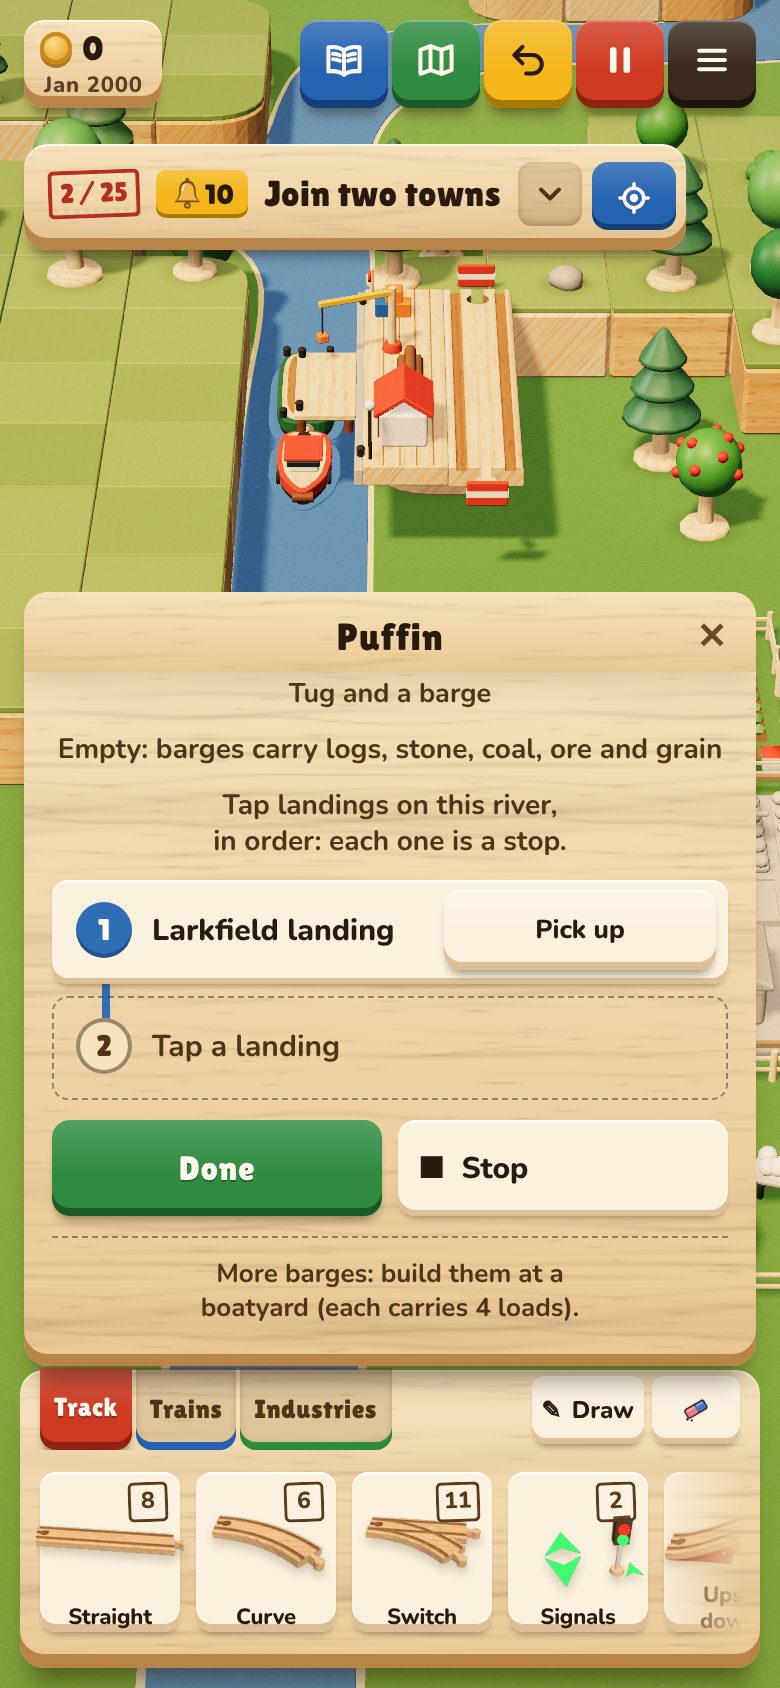 0
Jan 2000
2/25
10
Join two towns
Puffin
Tug and a barge
Empty: barges carry logs, stone, coal, ore and grain
Tap landings on this river,
in order: each one is a stop.
1
Larkfield landing
Pick up
2
Tap a landing
Done
Stop
More barges: build them at a
boatyard (each carries 4 loads).
Track
Trains
Industries
Draw
8
Straight
6
Curve
11
Switch
2
Signals